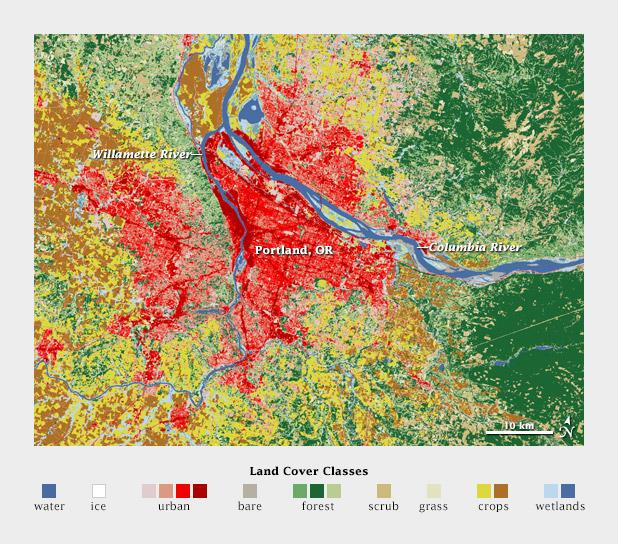 Willamette River
Portland, OR
Columbia River
10 km
N
Land Cover Classes
water ice urban bare forest scrub grass crops wetlands